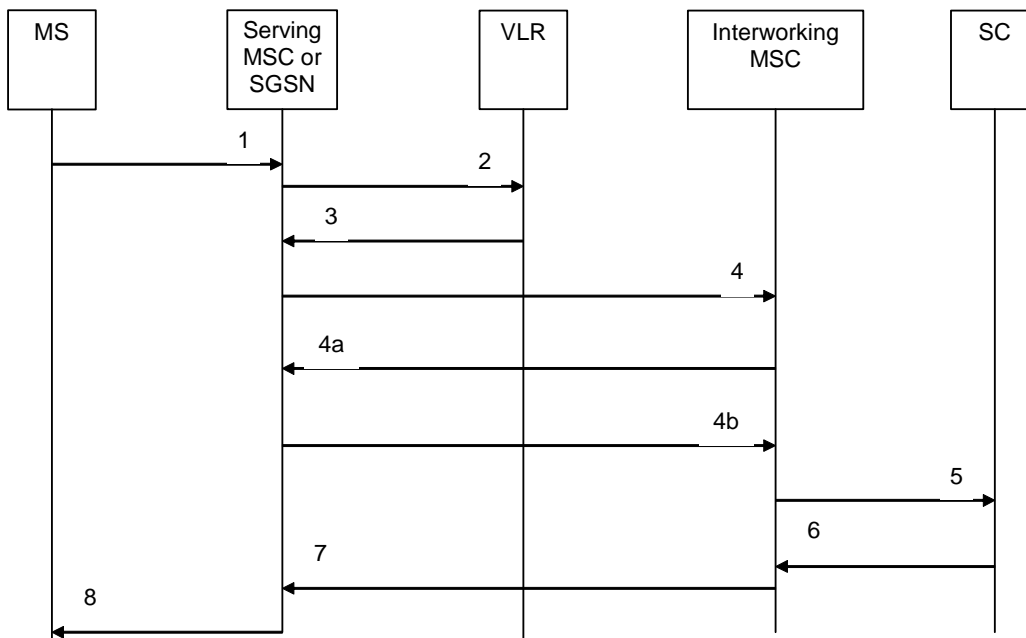 MS
Serving
MSC or
SGSN
VLR
Interworking
MSC
SC
1
2
3
4
4a
4b
5
6
7
8